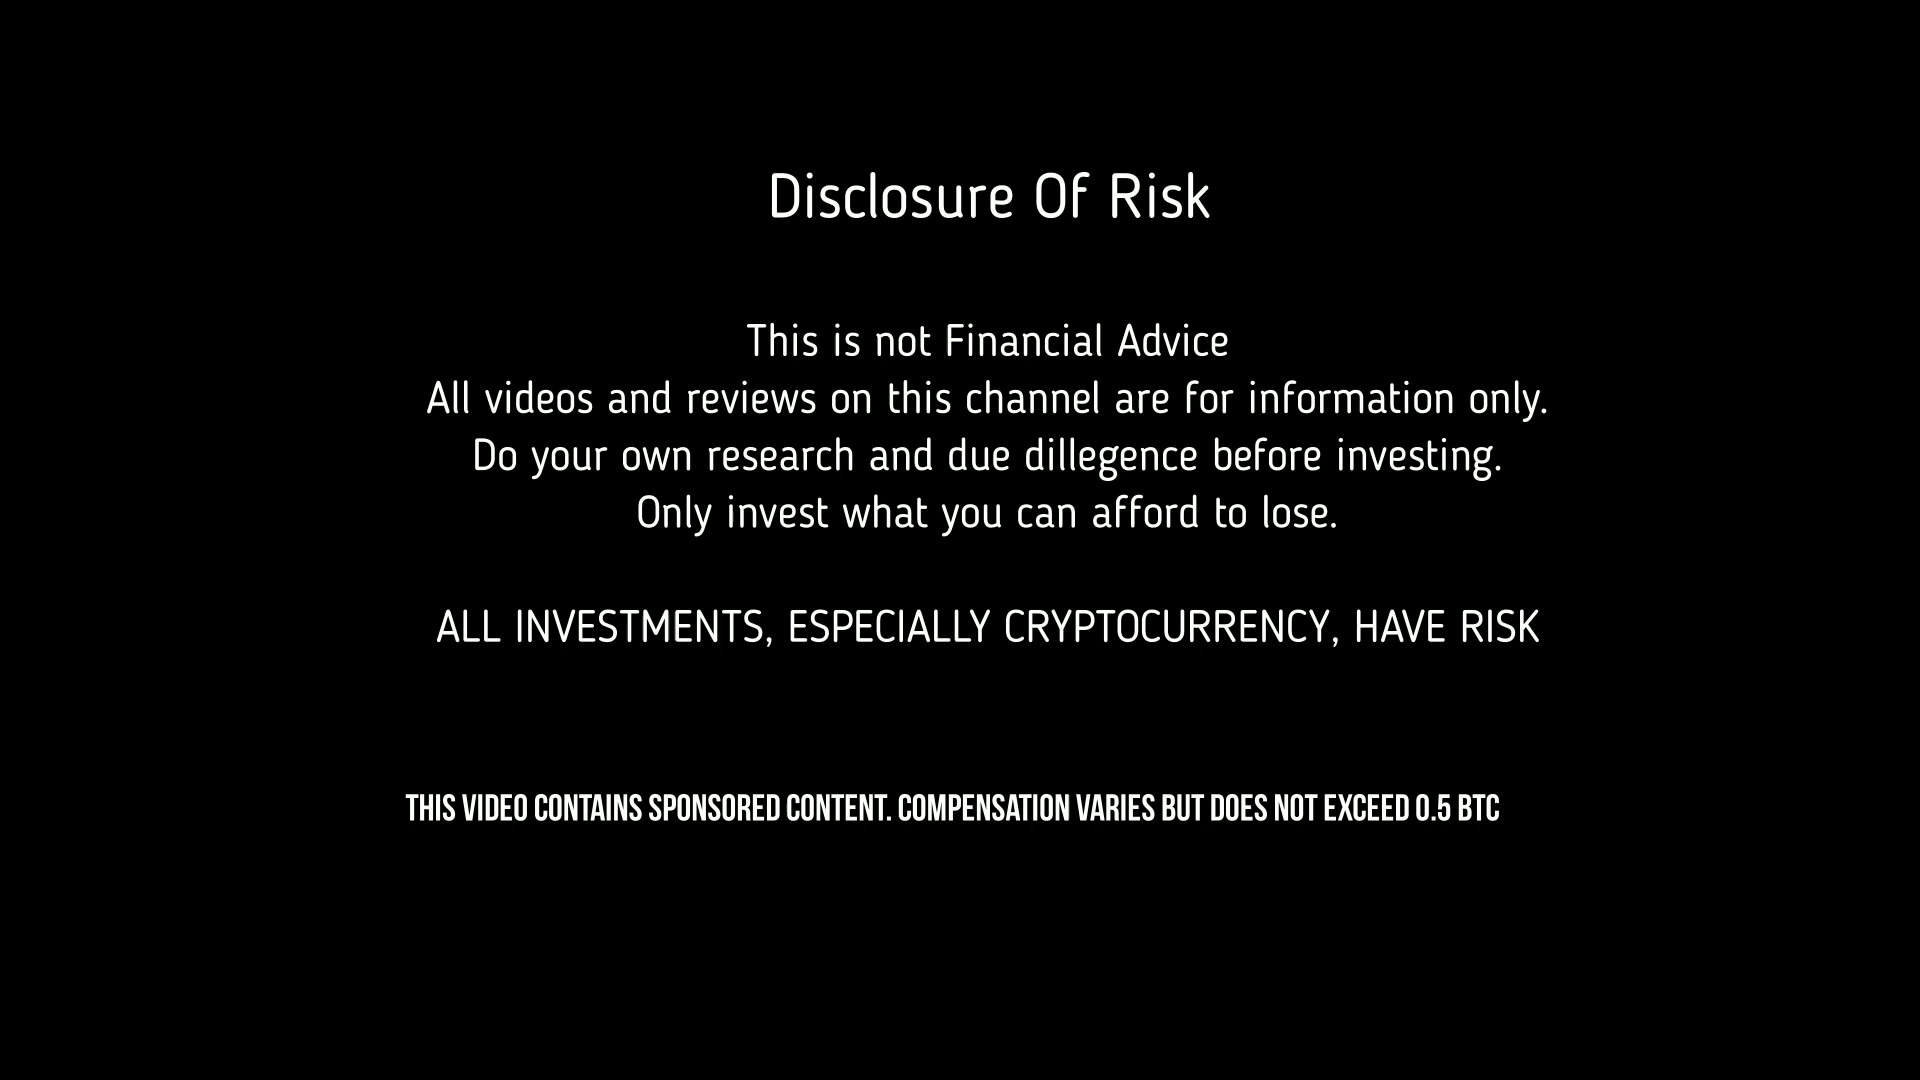 Disclosure Of Risk
This is not Financial Advice
All videos and reviews on this channel are for information only.
Do your own research and due dillegence before investing.
Only invest what you can afford to lose.
ALL INVESTMENTS, ESPECIALLY CRYPTOCURRENCY, HAVE RISK
THIS VIDEO CONTAINS SPONSORED CONTENT. COMPENSATION VARIES BUT DOES NOT EXCEED 0.5 BTC